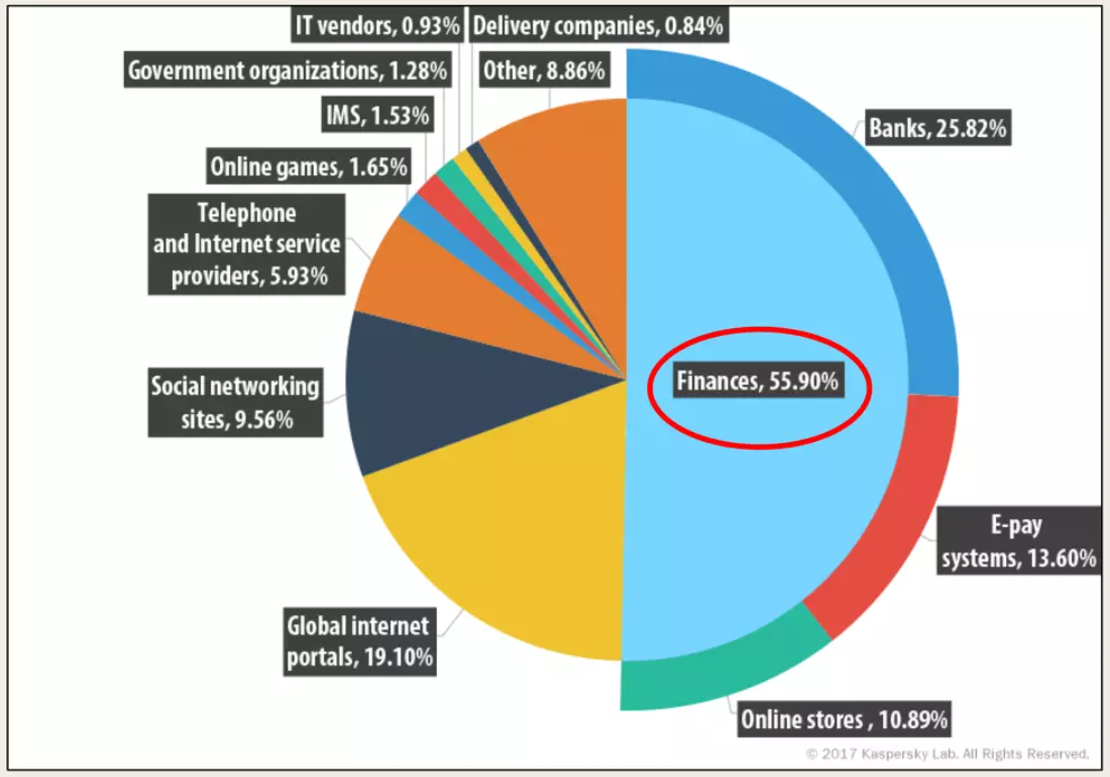 IT vendors, 0.93%
Delivery companies, 0.84%
Government organizations, 1.28%
Other, 8.86%
IMS, 1.53%
Banks, 25.82%
Online games, 1.65%
Telephone
and Internet service
providers, 5.93%
Finances, 55.90%
Social networking
sites, 9.56%
E-pay
systems, 13.60%
Global internet
portals, 19.10%
Online stores , 10.89%
© 2017 Kaspersky Lab. All Rights Reserved.